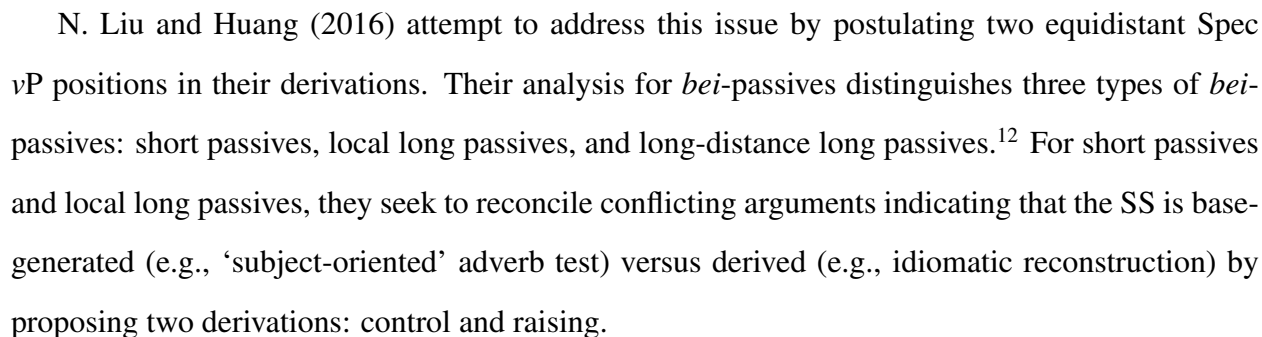 N. Liu and Huang (2016) attempt to address this issue by postulating two equidistant Spec
vP positions in their derivations. Their analysis for bei-passives distinguishes three types of bei-
passives: short passives, local long passives, and long-distance long passives.12 For short passives
and local long passives, they seek to reconcile conflicting arguments indicating that the SS is base-
generated (e.g., ‘subject-oriented’ adverb test) versus derived (e.g., idiomatic reconstruction) by
proposing two derivations: control and raising.